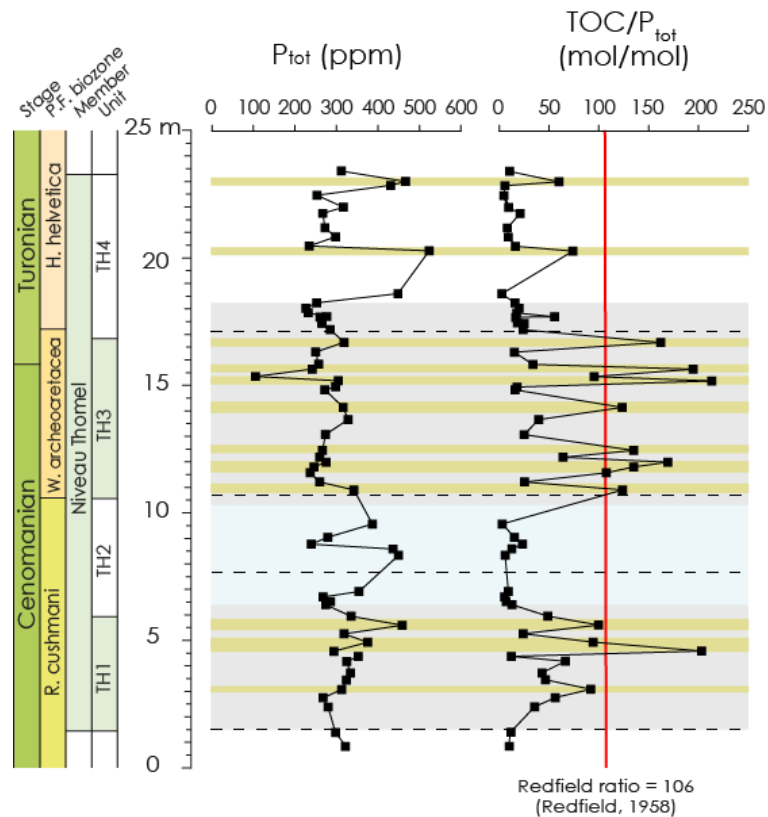 Stage
P.F. biozone
Member
Unit
Ptot (ppm)
TOC/Ptot
(mol/mol)
0 100 200 300 400 500 600
0 50 100 150 200 250
25 m
20
15
10
5
0
Turonian
Cenomanian
H. helvetica
W. archeocretacea
R. cushmani
Niveau Thomel
TH4
TH3
TH2
TH1
Redfield ratio = 106
(Redfield, 1958)